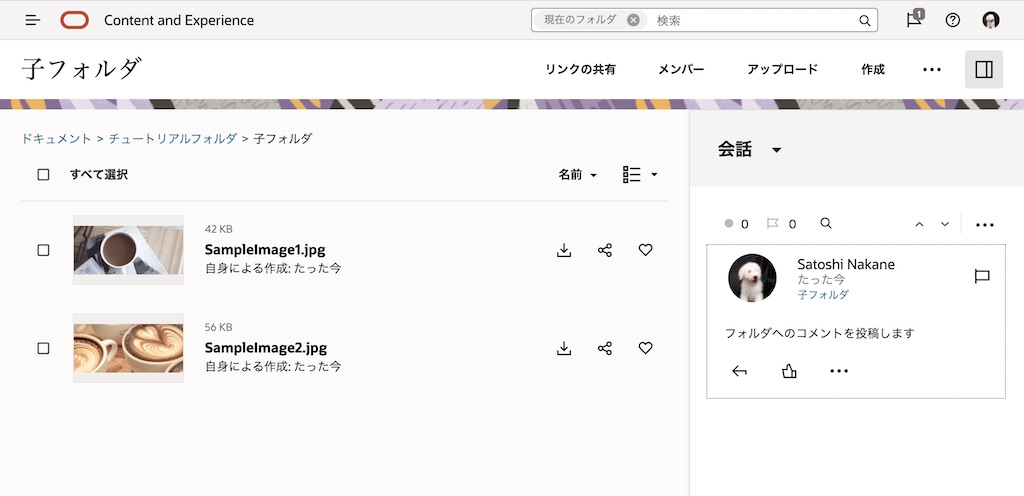 Content and Experience
現在のフォルダ
検索
1
子フォルダ
リンクの共有
メンバー
アップロード
作成
ドキュメント > チュートリアルフォルダ > 子フォルダ
すべて選択
名前
42 KB
SampleImage1.jpg
自身による作成: たった今
56 KB
SampleImage2.jpg
自身による作成: たった今
会話
0
0
Satoshi Nakane
たった今
子フォルダ
フォルダへのコメントを投稿します